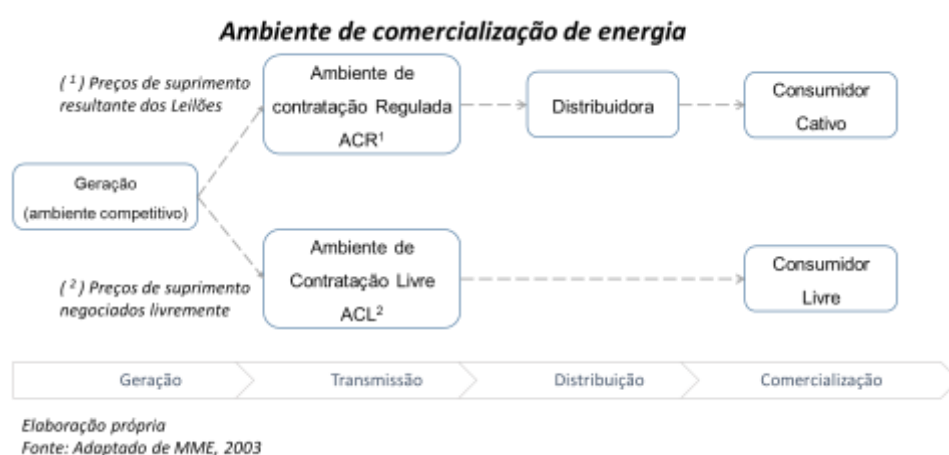 Ambiente de comercialização de energia
(¹) Preços de suprimento
resultante dos Leilões
Ambiente de
contratação Regulada
ACR¹
Distribuidora
Consumidor
Cativo
Geração
(ambiente competitivo)
(²) Preços de suprimento
negociados livremente
Ambiente de
Contratação Livre
ACL²
Consumidor
Livre
Geração
Transmissão
Distribuição
Comercialização
Elaboração própria
Fonte: Adaptado de MME, 2003